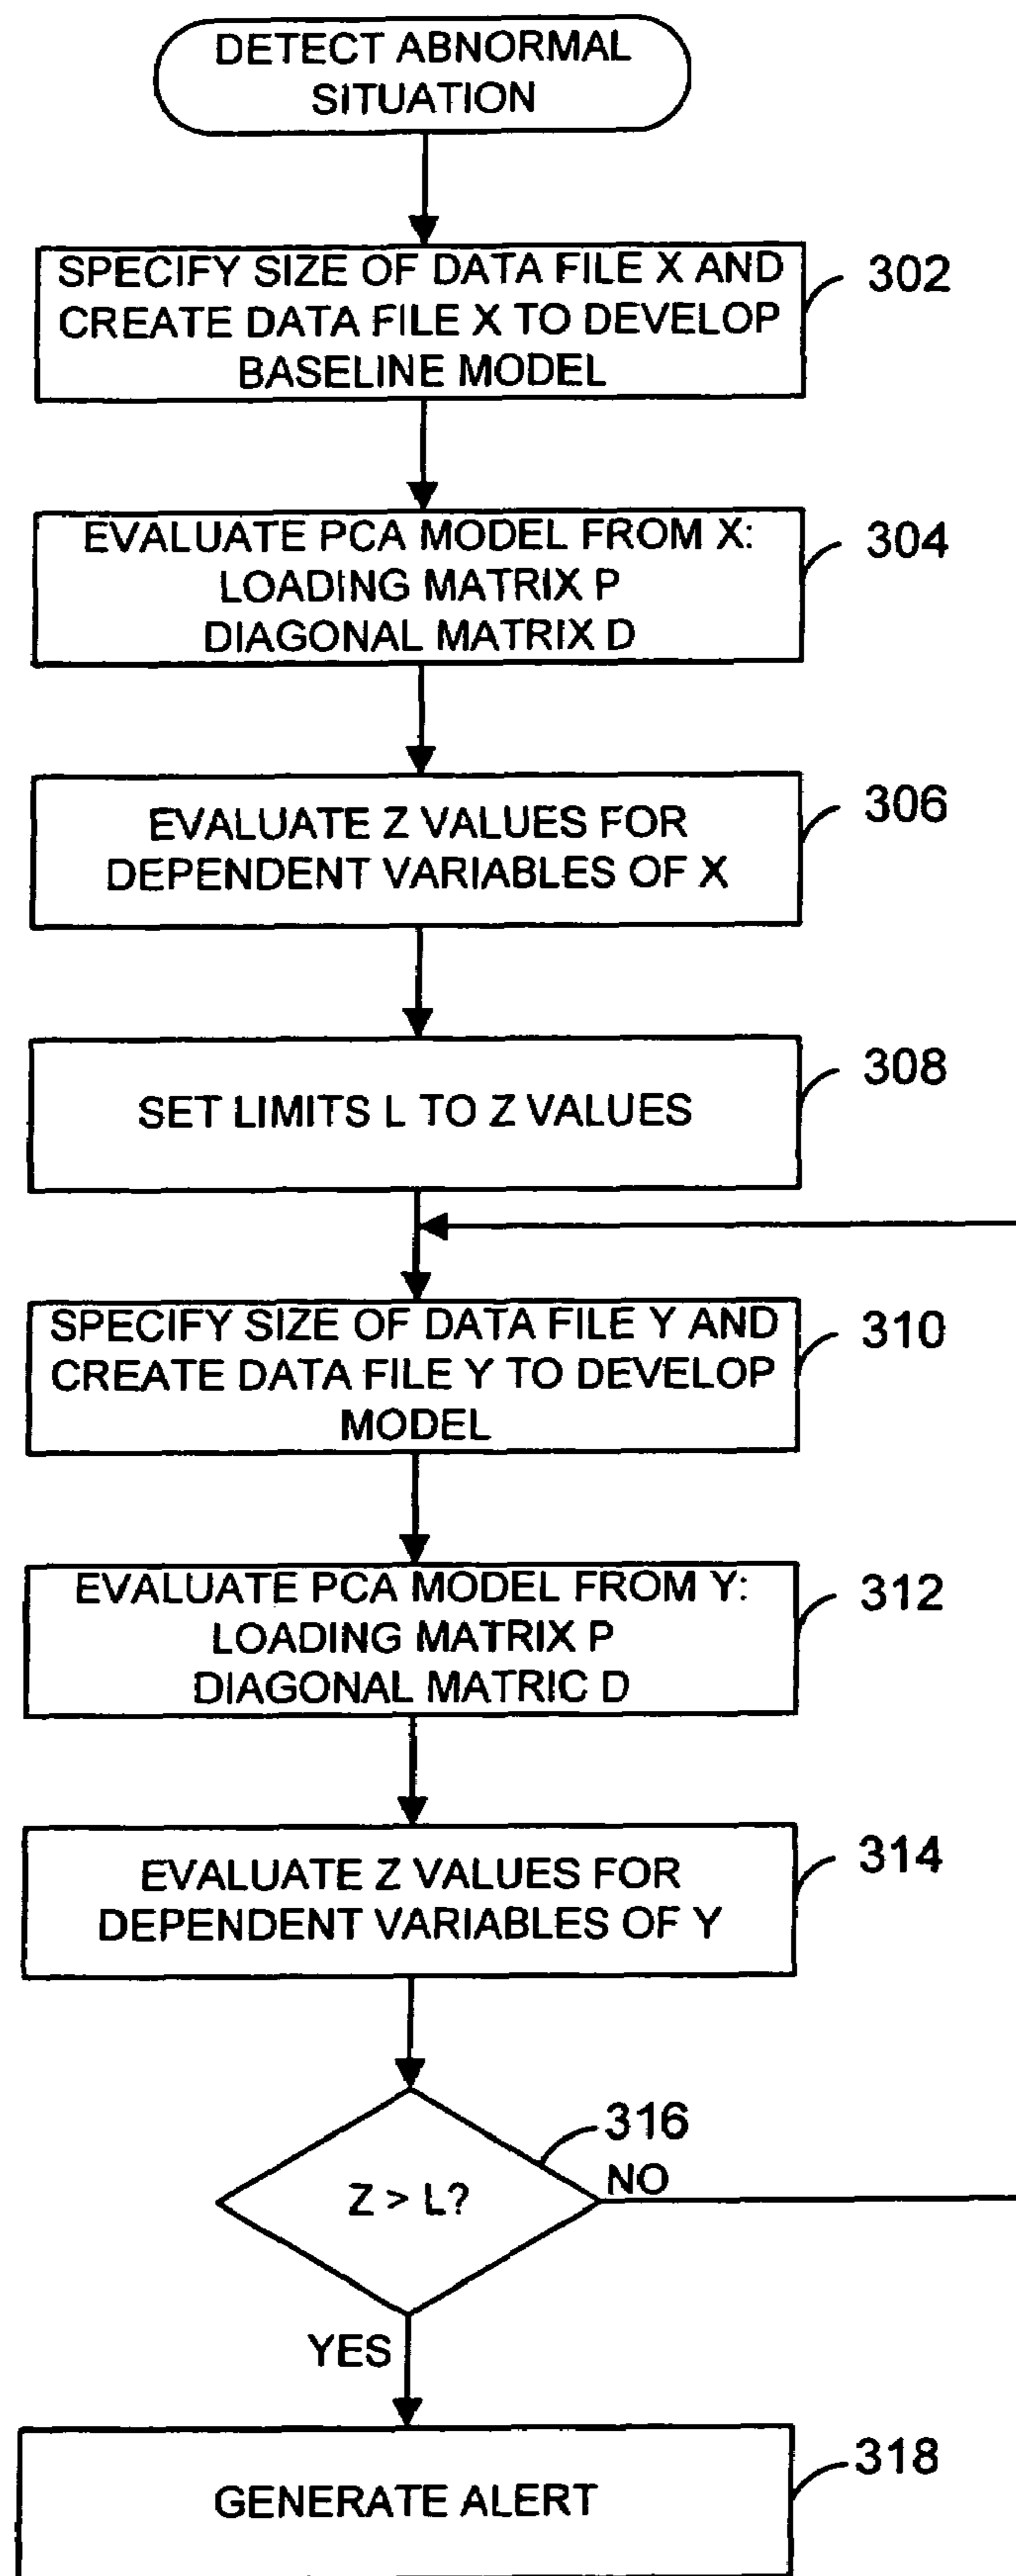 DETECT ABNORMAL
SITUATION
SPECIFY SIZE OF DATA FILE X AND
CREATE DATA FILE X TO DEVELOP
BASELINE MODEL
302
EVALUATE PCA MODEL FROM X:
LOADING MATRIX P
DIAGONAL MATRIX D
304
EVALUATE Z VALUES FOR
DEPENDENT VARIABLES OF X
306
SET LIMITS L TO Z VALUES
308
SPECIFY SIZE OF DATA FILE Y AND
CREATE DATA FILE Y TO DEVELOP
MODEL
310
EVALUATE PCA MODEL FROM Y:
LOADING MATRIX P
DIAGONAL MATRIC D
312
EVALUATE Z VALUES FOR
DEPENDENT VARIABLES OF Y
314
Z > L?
316
NO
YES
GENERATE ALERT
318